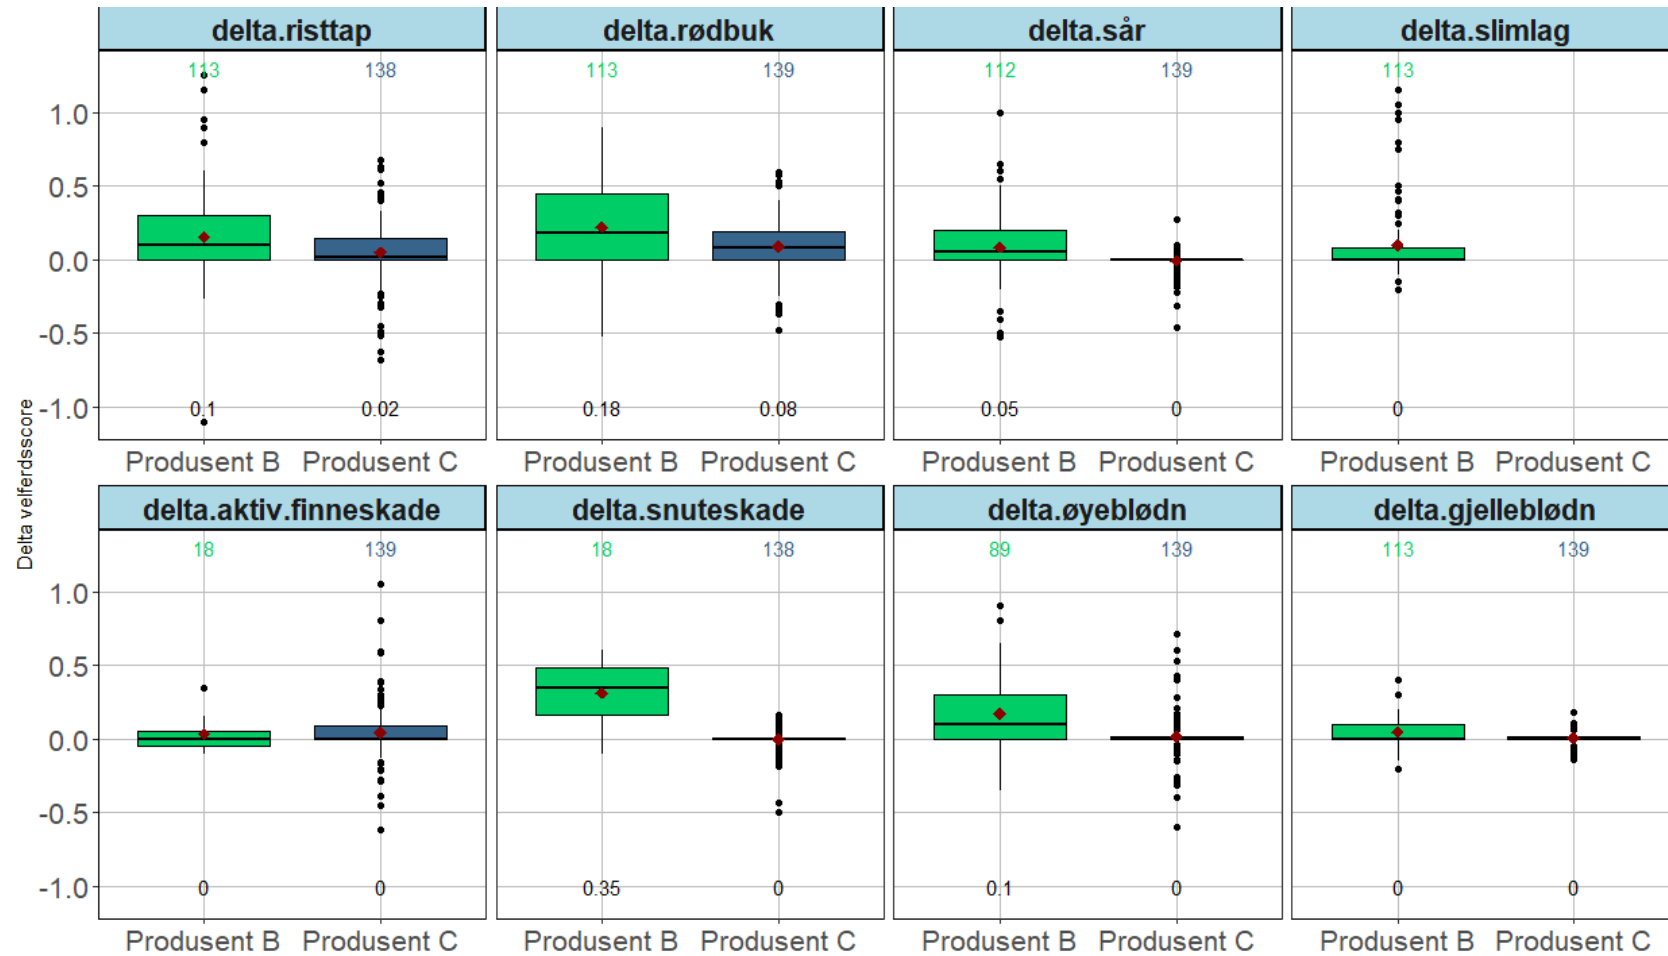 delta.risttap delta.rødbuk delta.sår delta.slimlag
113 138 113 139 112 139 113
1.0
0.5
0.0
-0.5
-1.0
0.1 0.02 0.18 0.08 0.05 0 0
Produsent B Produsent C Produsent B Produsent C Produsent B Produsent C Produsent B Produsent C
Delta velferdsscore
delta.aktiv.finneskade delta.snuteskade delta.øyeblødn delta.gjelleblødn
18 139 18 138 89 139 113 139
1.0
0.5
0.0
-0.5
-1.0
0 0 0.35 0 0.1 0 0 0
Produsent B Produsent C Produsent B Produsent C Produsent B Produsent C Produsent B Produsent C